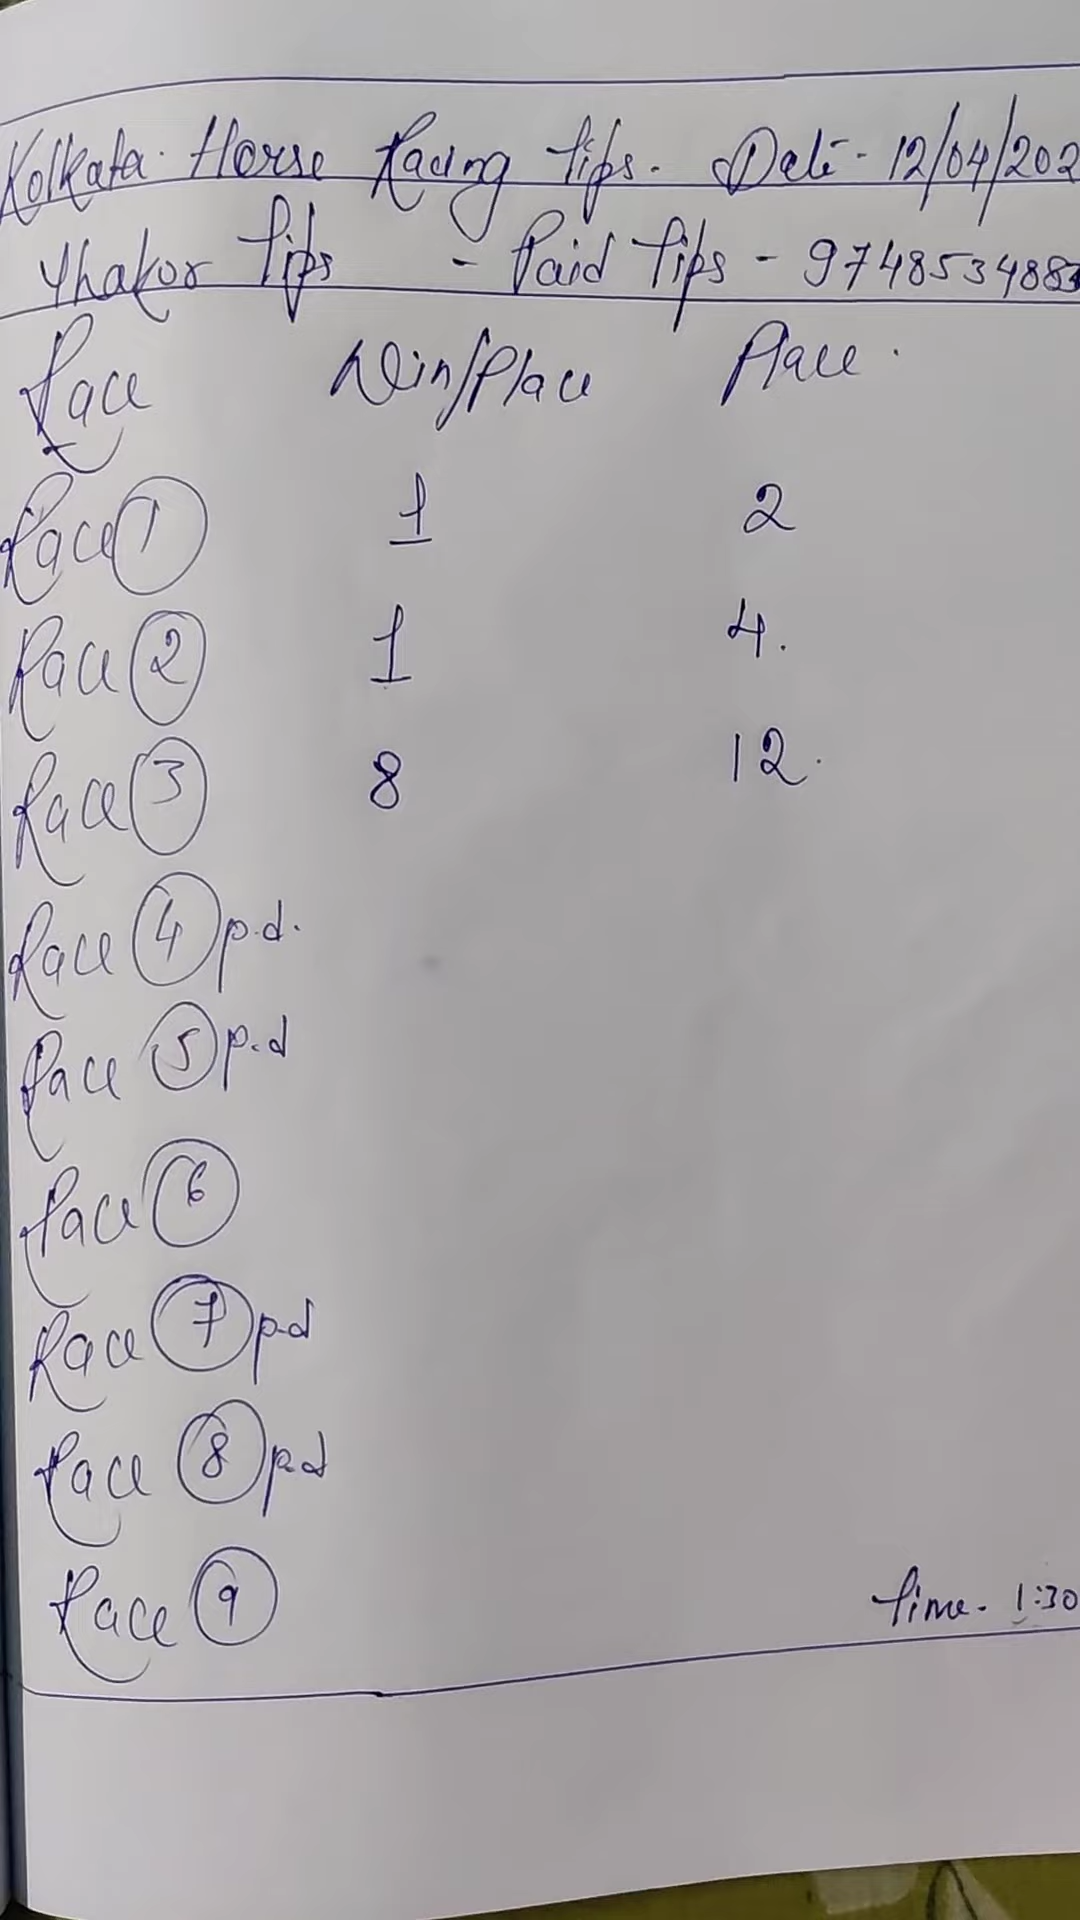 Kolkata. Horse Racing Tips. Date - 12/04/202
Thakor Tips - Paid Tips - 9748534883
Race Win/Place Place.
Race 1 1 2
Race 2 1 4.
Race 3 8 12.
Race 4 p.d.
Race 5 p.d
Race 6
Race 7 p.d
Race 8 p.d
Race 9
Time. 1:30